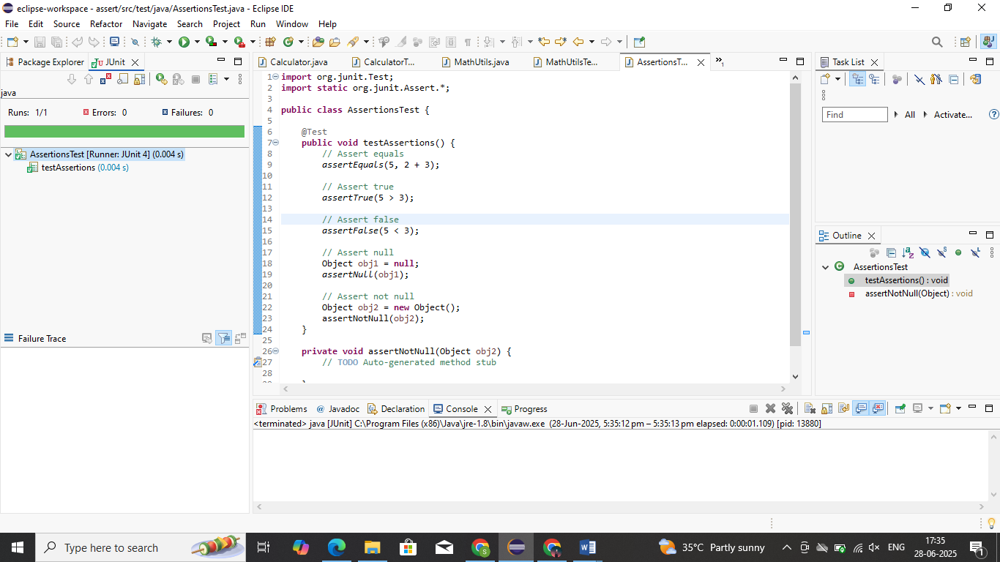 eclipse-workspace - assert/src/test/java/AssertionsTest.java - Eclipse IDE
File Edit Source Refactor Navigate Search Project Run Window Help
Package Explorer JUnit
java
Runs: 1/1 Errors: 0 Failures: 0
AssertionsTest [Runner: JUnit 4] (0.004 s)
testAssertions (0.004 s)
Failure Trace
Calculator.java CalculatorT... MathUtils.java MathUtilsTe... AssertionsT... »1
1 import org.junit.Test;
2 import static org.junit.Assert.*;
3
4 public class AssertionsTest {
5
6 @Test
7 public void testAssertions() {
8 // Assert equals
9 assertEquals(5, 2 + 3);
10
11 // Assert true
12 assertTrue(5 > 3);
13
14 // Assert false
15 assertFalse(5 < 3);
16
17 // Assert null
18 Object obj1 = null;
19 assertNull(obj1);
20
21 // Assert not null
22 Object obj2 = new Object();
23 assertNotNull(obj2);
24 }
25
26 private void assertNotNull(Object obj2) {
27 // TODO Auto-generated method stub
28
Task List
Find All Activate...
Outline
AssertionsTest
testAssertions() : void
assertNotNull(Object) : void
Problems @ Javadoc Declaration Console Progress
<terminated> java [JUnit] C:\Program Files (x86)\Java\jre-1.8\bin\javaw.exe (28-Jun-2025, 5:35:12 pm – 5:35:13 pm elapsed: 0:00:01.109) [pid: 13880]
Type here to search
35°C Partly sunny
ENG
17:35
28-06-2025
1